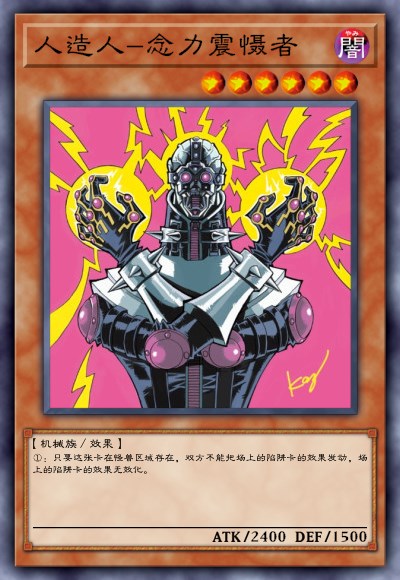 人造人-念力震慑者
やみ
闇
【机械族/效果】
①：只要这张卡在怪兽区域存在，双方不能把场上的陷阱卡的效果发动，场
上的陷阱卡的效果无效化。
ATK/2400 DEF/1500